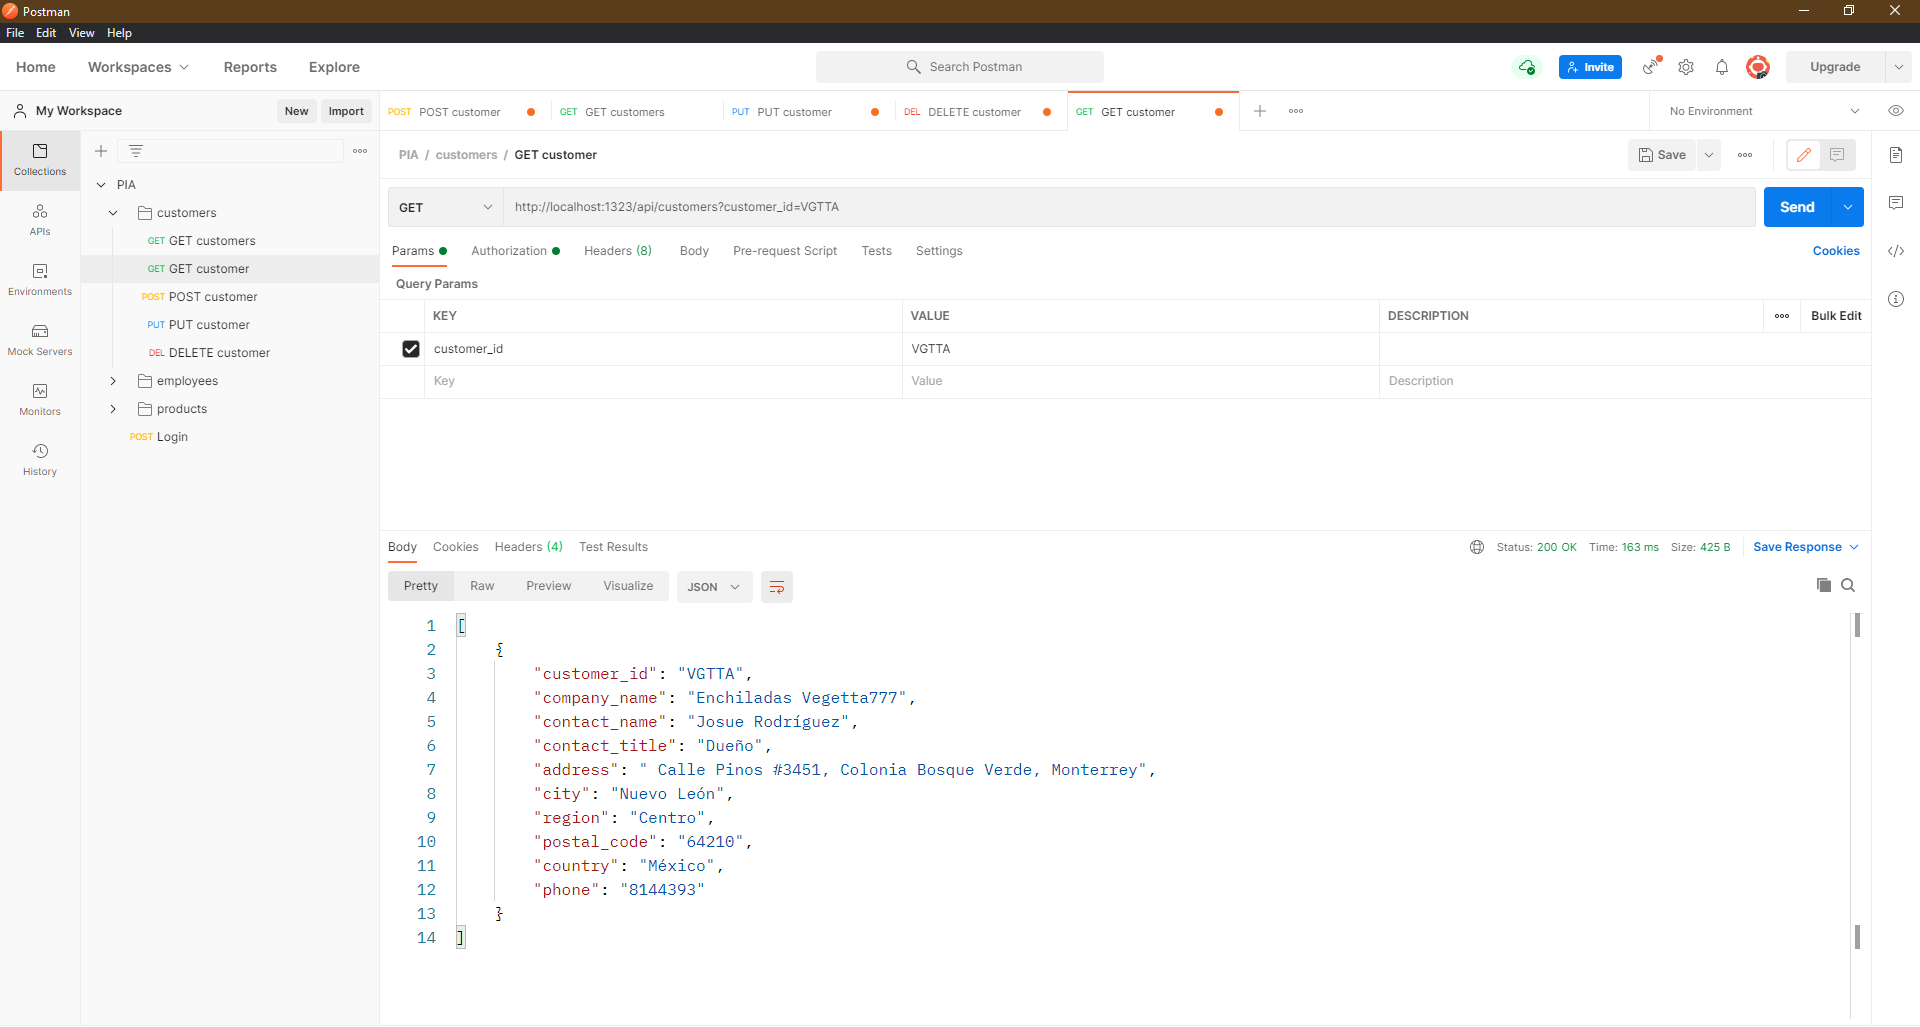 Postman
File Edit View Help
Home Workspaces Reports Explore Search Postman Invite Upgrade
My Workspace New Import
POST POST customer GET GET customers PUT PUT customer DEL DELETE customer GET GET customer No Environment
Collections
APIs
Environments
Mock Servers
Monitors
History
PIA
customers
GET GET customers
GET GET customer
POST POST customer
PUT PUT customer
DEL DELETE customer
employees
products
POST Login
PIA / customers / GET customer Save
GET http://localhost:1323/api/customers?customer_id=VGTTA Send
Params Authorization Headers (8) Body Pre-request Script Tests Settings Cookies
Query Params
KEY VALUE DESCRIPTION Bulk Edit
customer_id VGTTA
Key Value Description
Body Cookies Headers (4) Test Results Status: 200 OK Time: 163 ms Size: 425 B Save Response
Pretty Raw Preview Visualize JSON
1 [
2 {
3 "customer_id": "VGTTA",
4 "company_name": "Enchiladas Vegetta777",
5 "contact_name": "Josue Rodríguez",
6 "contact_title": "Dueño",
7 "address": " Calle Pinos #3451, Colonia Bosque Verde, Monterrey",
8 "city": "Nuevo León",
9 "region": "Centro",
10 "postal_code": "64210",
11 "country": "México",
12 "phone": "8144393"
13 }
14 ]